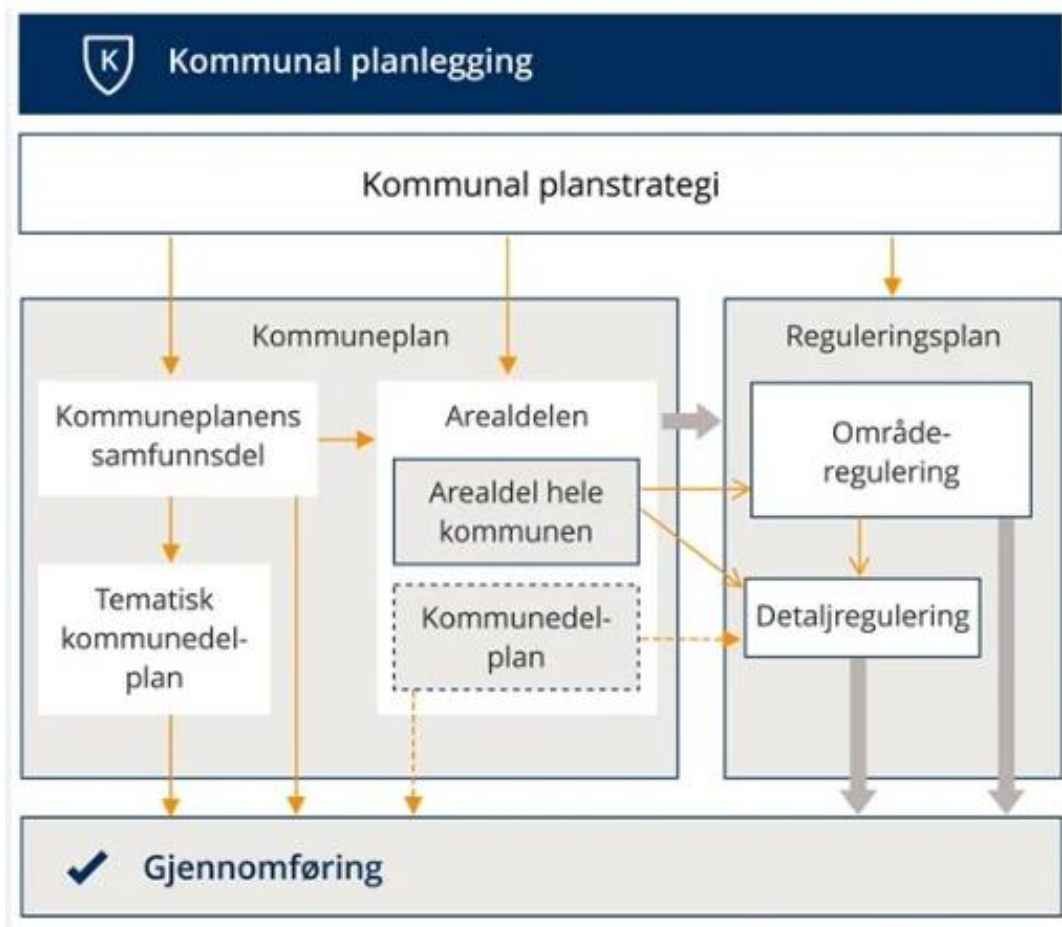 K
Kommunal planlegging
Kommunal planstrategi
Kommuneplan
Kommuneplanens
samfunnsdel
Tematisk
kommunedel-
plan
Arealdelen
Arealdel hele
kommunen
Kommunedel-
plan
Reguleringsplan
Område-
regulering
Detaljregulering
Gjennomføring